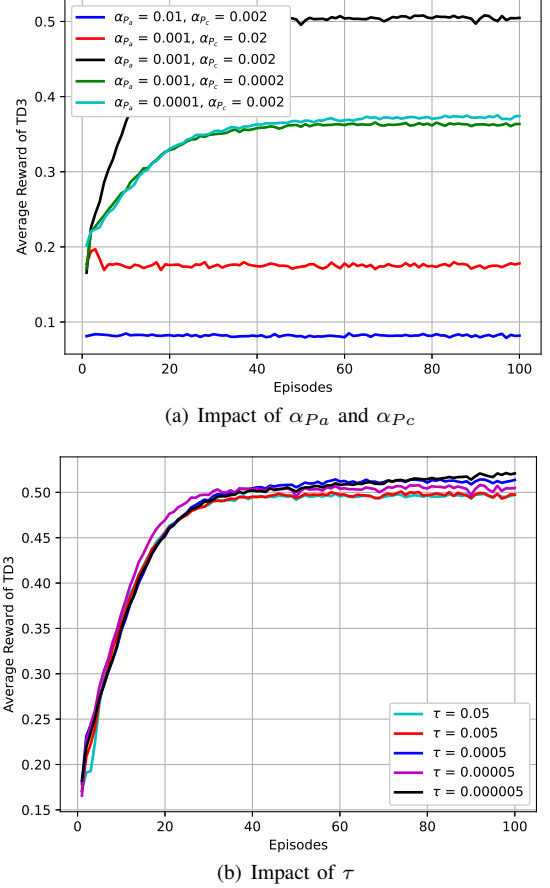 0.5
0.4
0.3
0.2
0.1
Average Reward of TD3
α_{P_a} = 0.01, α_{P_c} = 0.002
α_{P_a} = 0.001, α_{P_c} = 0.02
α_{P_a} = 0.001, α_{P_c} = 0.002
α_{P_a} = 0.001, α_{P_c} = 0.0002
α_{P_a} = 0.0001, α_{P_c} = 0.002
0 20 40 60 80 100
Episodes
(a) Impact of α_{Pa} and α_{Pc}
0.50
0.45
0.40
0.35
0.30
0.25
0.20
0.15
Average Reward of TD3
τ = 0.05
τ = 0.005
τ = 0.0005
τ = 0.00005
τ = 0.000005
0 20 40 60 80 100
Episodes
(b) Impact of τ